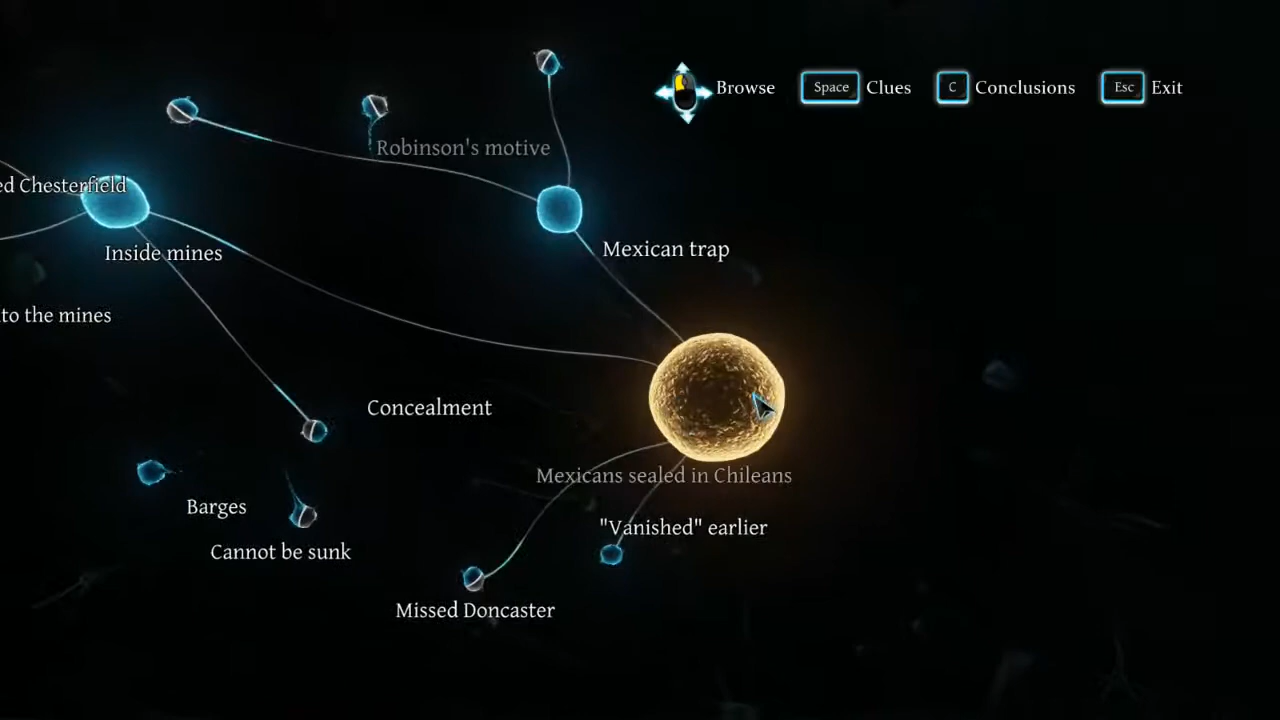 Browse
Space
Clues
C
Conclusions
Esc
Exit
Robinson's motive
ed Chesterfield
Inside mines
Mexican trap
to the mines
Concealment
Mexicans sealed in Chileans
Barges
"Vanished" earlier
Cannot be sunk
Missed Doncaster